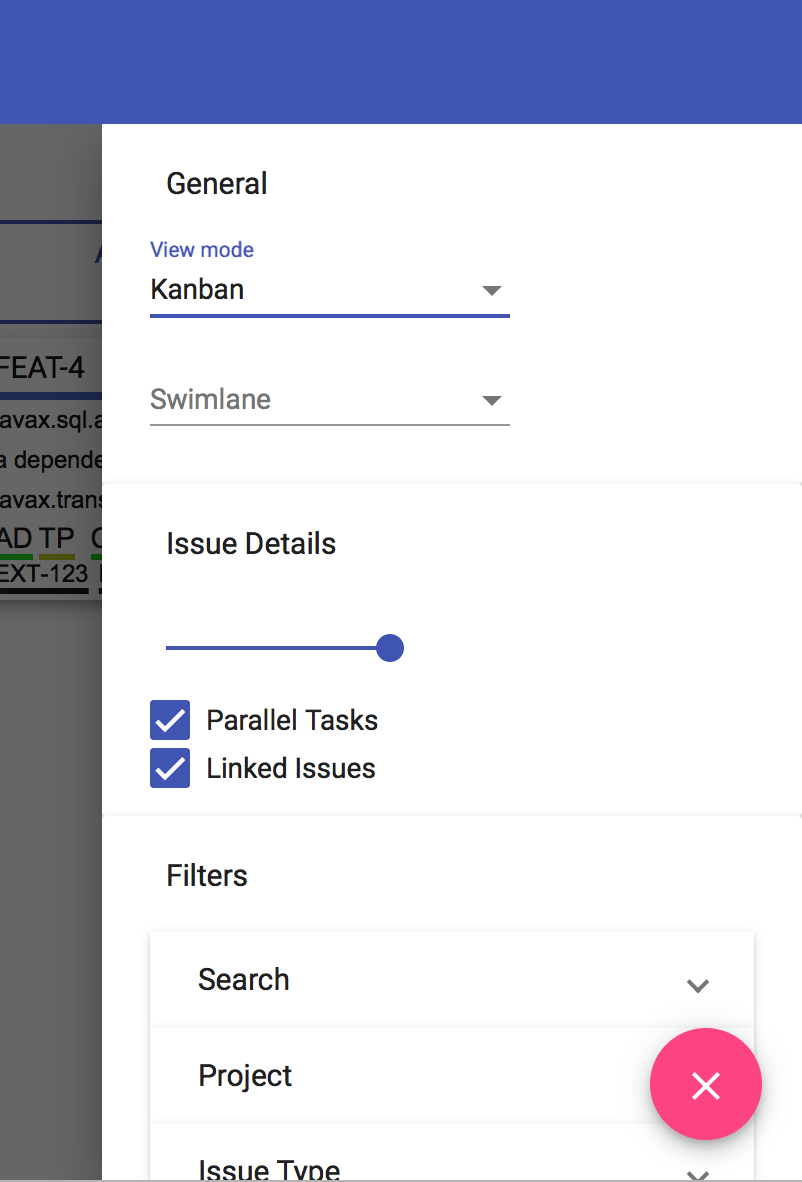 General
View mode
Kanban
Swimlane
FEAT-4
avax.sql.a
a depende
avax.trans
AD TP
EXT-123
Issue Details
Parallel Tasks
Linked Issues
Filters
Search
Project
Issue Type